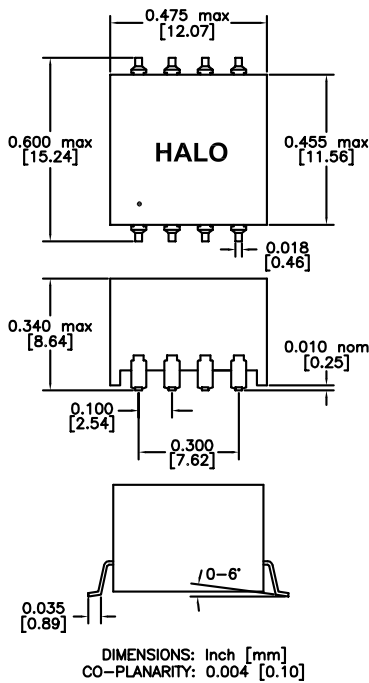 0.475 max
[12.07]
0.600 max
[15.24]
HALO
0.455 max
[11.56]
0.018
[0.46]
0.340 max
[8.64]
0.010 nom
[0.25]
0.100
[2.54]
0.300
[7.62]
0-6°
0.035
[0.89]
DIMENSIONS: Inch [mm]
CO-PLANARITY: 0.004 [0.10]